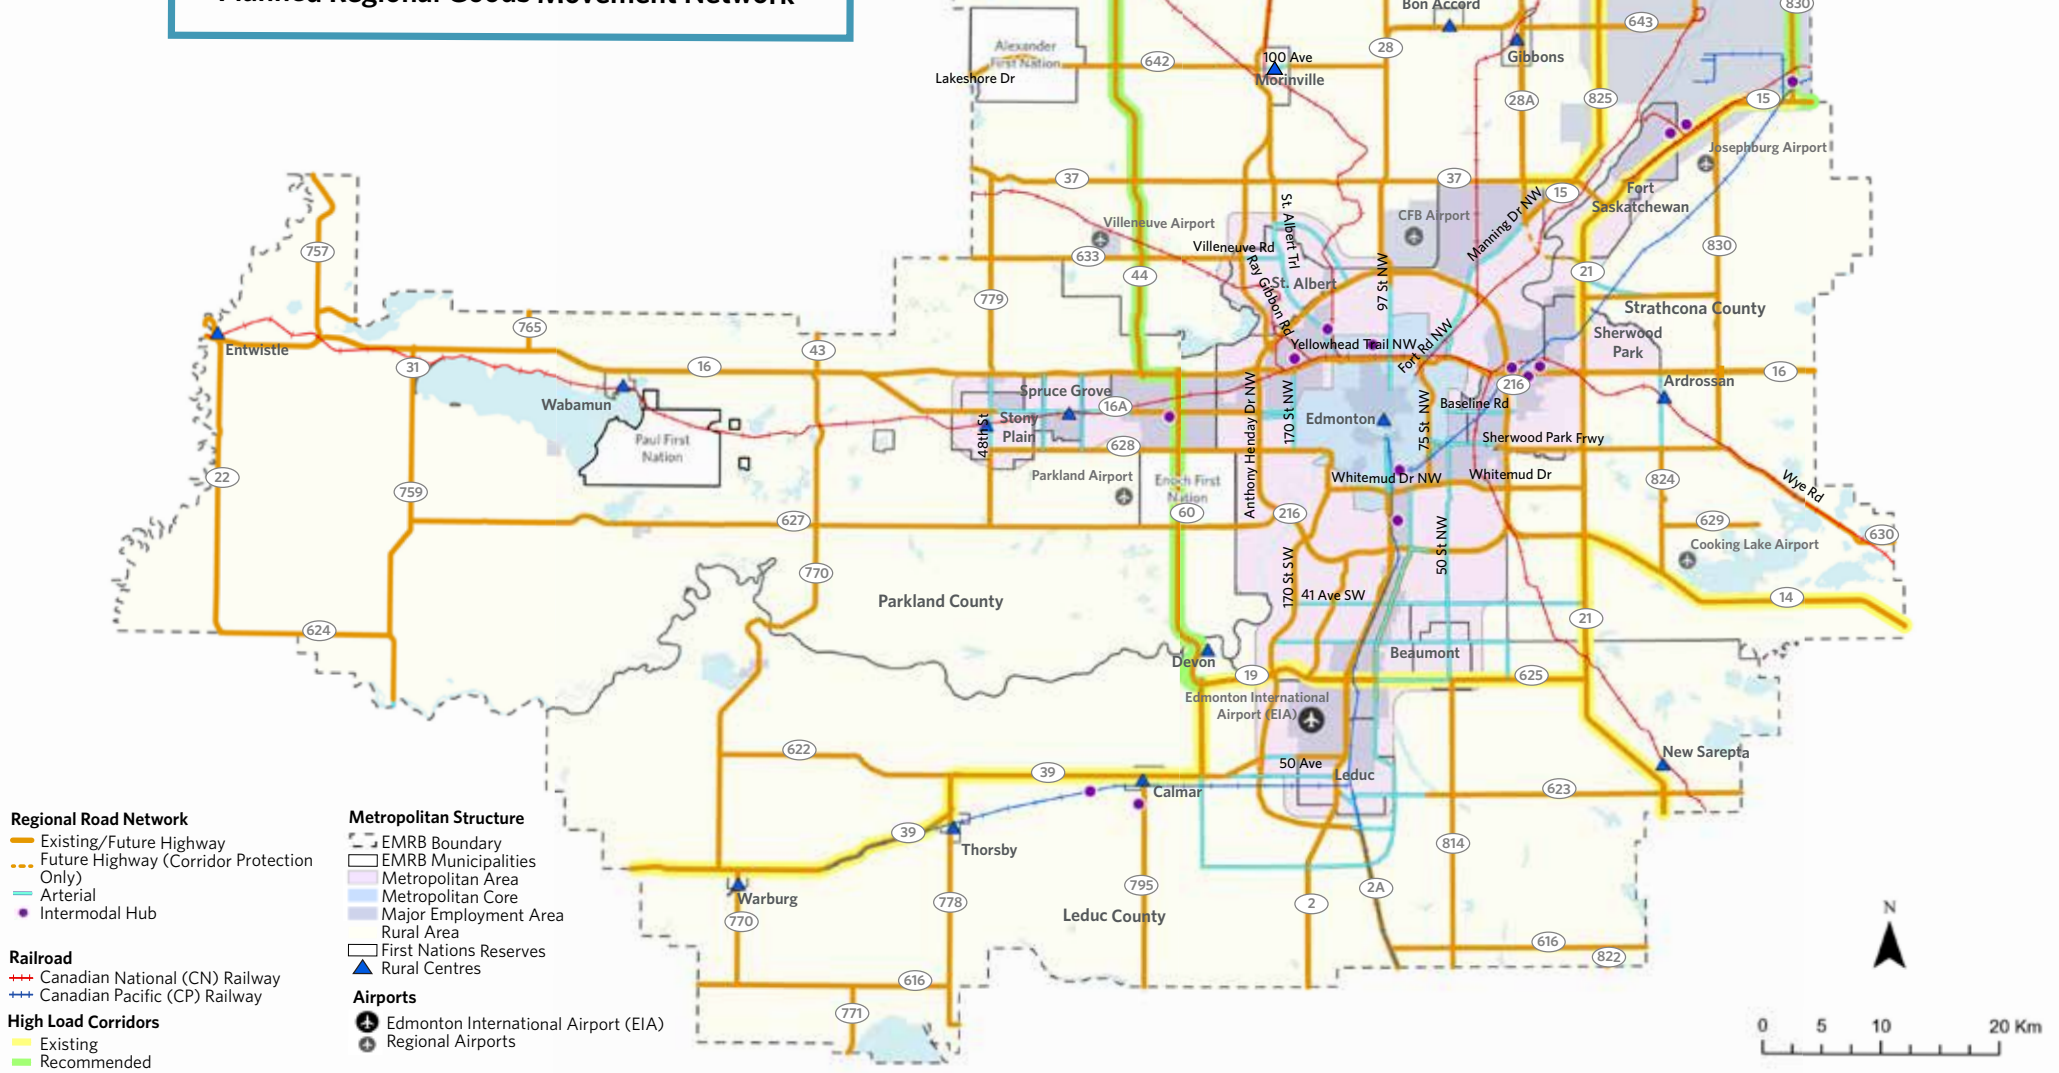 Planned Regional Goods Movement Network
Bon Accord
830
643
28
Alexander
First Nation
642
100 Ave
Gibbons
Lakeshore Dr
Morinville
28A
825
15
Josephburg Airport
37
37
15
Fort
Saskatchewan
Villeneuve Airport
St. Albert Trl
CFB Airport
Manning Dr NW
Villeneuve Rd
830
757
633
44
Ray Gibbon Rd
97 St NW
21
St. Albert
779
Strathcona County
765
Sherwood
Park
Entwistle
43
Yellowhead Trail NW
Fort Rd NW
31
16
216
16
Ardrossan
Spruce Grove
Wabamun
16A
Anthony Henday Dr NW
170 St NW
Edmonton
75 St NW
Baseline Rd
48th St
Stony
Plain
Paul First
Nation
628
Sherwood Park Frwy
22
759
Parkland Airport
Enoch First
Nation
Whitemud Dr NW
Whitemud Dr
824
Wye Rd
627
60
216
629
630
50 St NW
Cooking Lake Airport
770
170 St SW
Parkland County
41 Ave SW
14
624
21
Devon
Beaumont
19
625
Edmonton International
Airport (EIA)
622
New Sarepta
39
50 Ave
Leduc
Calmar
623
39
Thorsby
814
Warburg
795
2A
770
778
Leduc County
2
616
822
616
771
Regional Road Network
Existing/Future Highway
Future Highway (Corridor Protection
Only)
Arterial
Intermodal Hub
Railroad
Canadian National (CN) Railway
Canadian Pacific (CP) Railway
High Load Corridors
Existing
Recommended
Metropolitan Structure
EMRB Boundary
EMRB Municipalities
Metropolitan Area
Metropolitan Core
Major Employment Area
Rural Area
First Nations Reserves
Rural Centres
Airports
Edmonton International Airport (EIA)
Regional Airports
N
0 5 10 20 Km